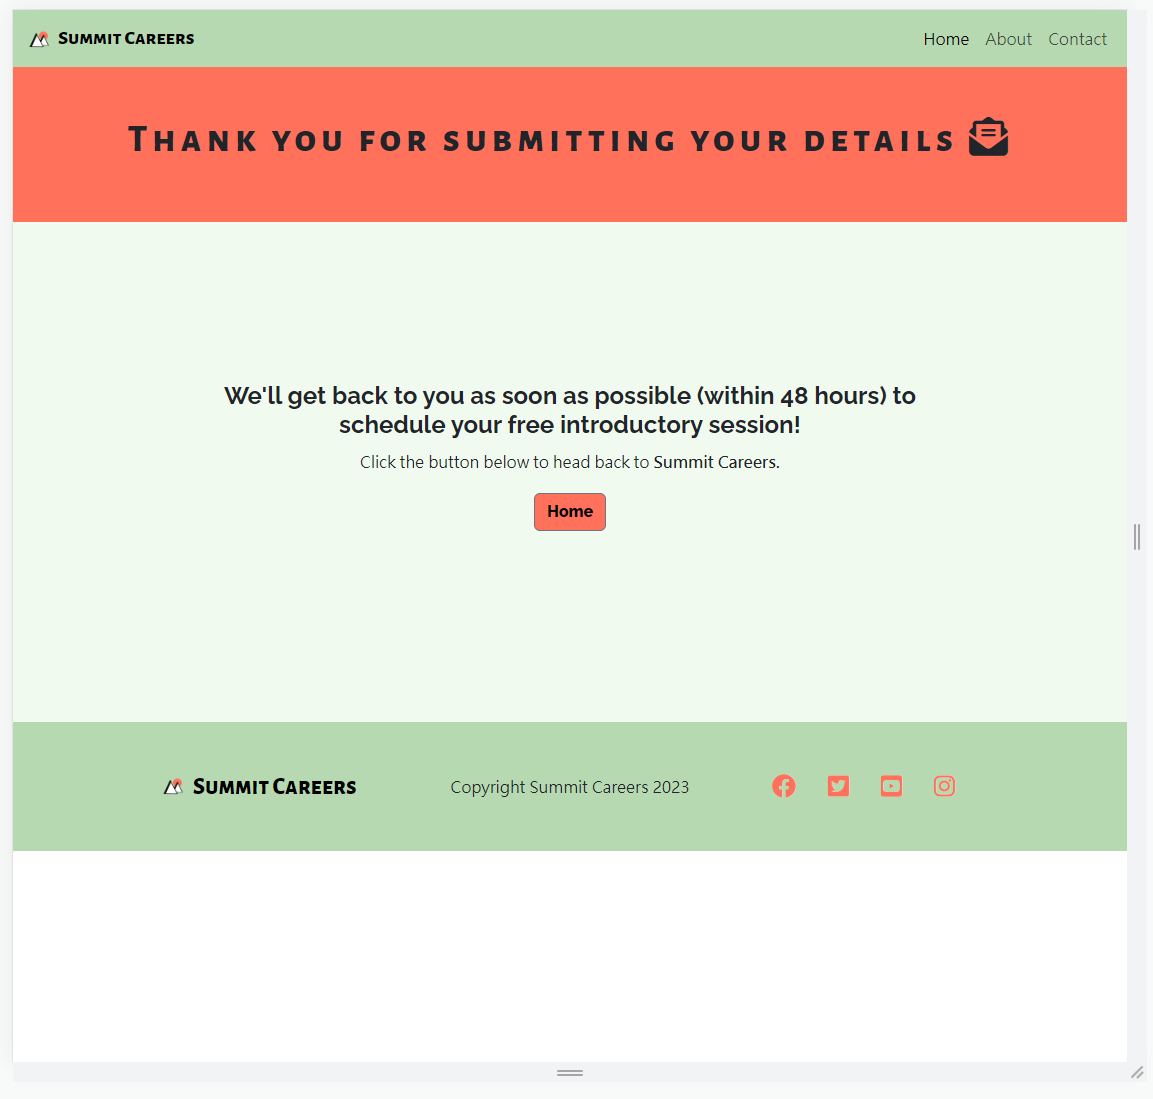 Summit Careers
Home About Contact
Thank you for submitting your details
We'll get back to you as soon as possible (within 48 hours) to
schedule your free introductory session!
Click the button below to head back to Summit Careers.
Home
Summit Careers
Copyright Summit Careers 2023